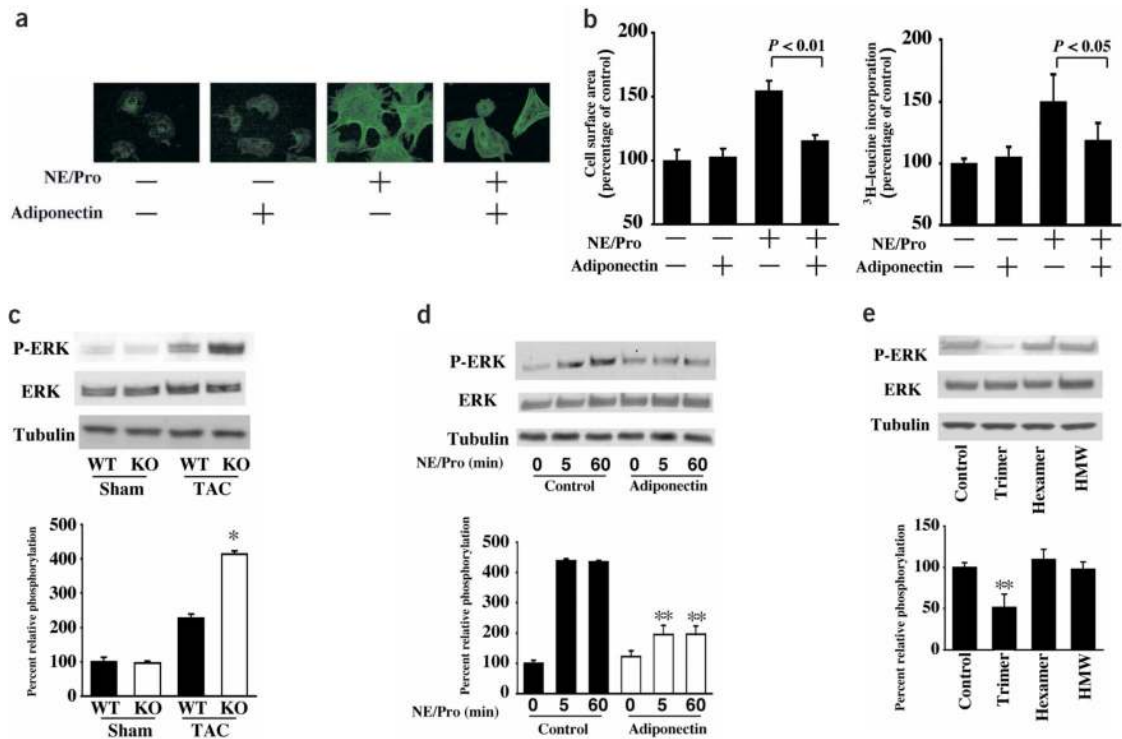 a
NE/Pro — — + +
Adiponectin — + — +
b
Cell surface area
(percentage of control)
200
150
100
50
P < 0.01
NE/Pro — — + +
Adiponectin — + — +
³H–leucine incorporation
(percentage of control)
200
150
100
50
P < 0.05
NE/Pro — — + +
Adiponectin — + — +
c
P-ERK
ERK
Tubulin
WT KO WT KO
Sham TAC
Percent relative phosphorylation
500
400
300
200
100
0
*
WT KO WT KO
Sham TAC
d
P-ERK
ERK
Tubulin
NE/Pro (min) 0 5 60 0 5 60
Control Adiponectin
Percent relative phosphorylation
500
400
300
200
100
0
** **
NE/Pro (min) 0 5 60 0 5 60
Control Adiponectin
e
P-ERK
ERK
Tubulin
Control
Trimer
Hexamer
HMW
Percent relative phosphorylation
150
100
50
0
**
Control
Trimer
Hexamer
HMW